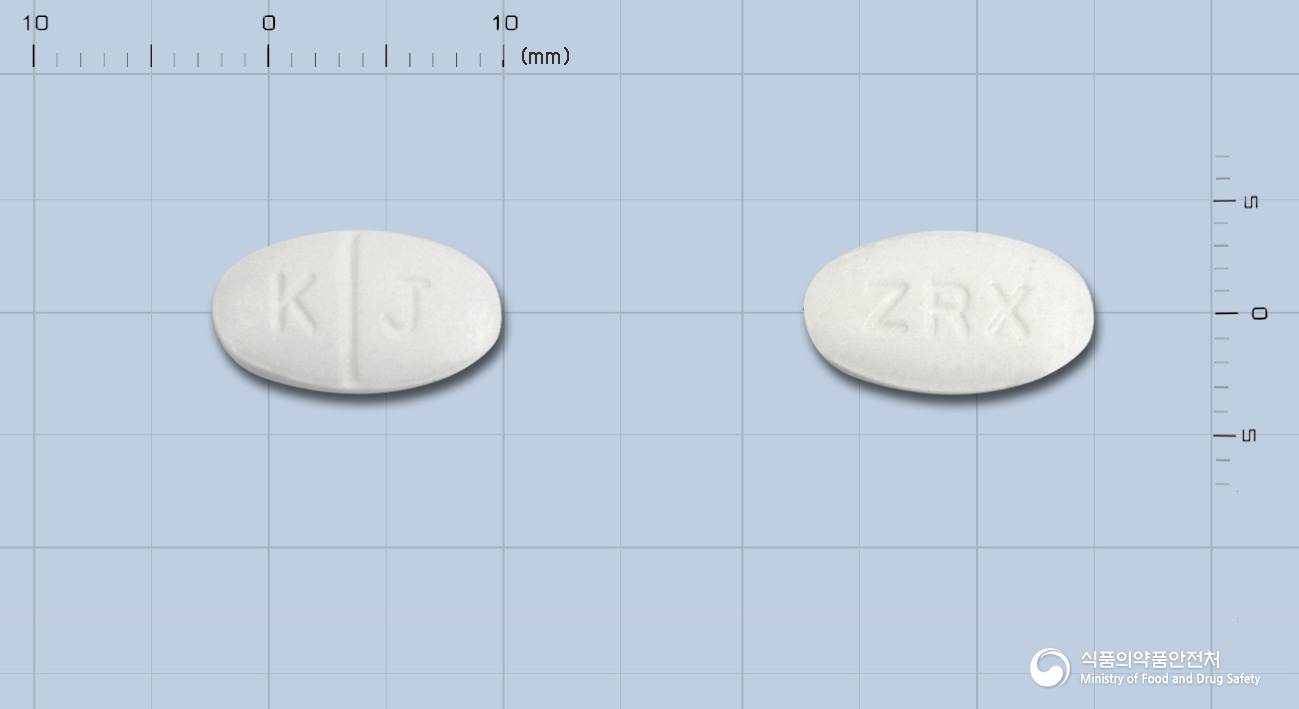 10 0 10 (mm)
5
K J ZRX
0
5
식품의약품안전처
Ministry of Food and Drug Safety